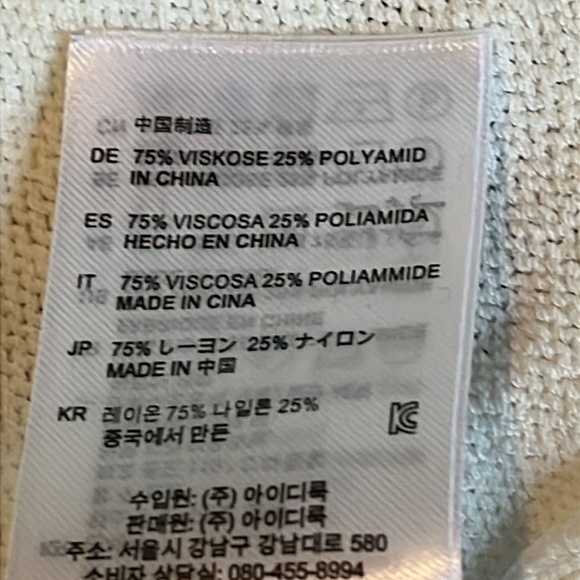 中国制造
DE 75% VISKOSE 25% POLYAMID
IN CHINA
ES 75% VISCOSA 25% POLIAMIDA
HECHO EN CHINA
IT 75% VISCOSA 25% POLIAMMIDE
MADE IN CINA
JP 75% レーヨン 25% ナイロン
MADE IN 中国
KR 레이온 75% 나일론 25%
중국에서 만든
수입원: (주) 아이디룩
판매원: (주) 아이디룩
주소: 서울시 강남구 강남대로 580
소비자 상담실: 080-455-8994